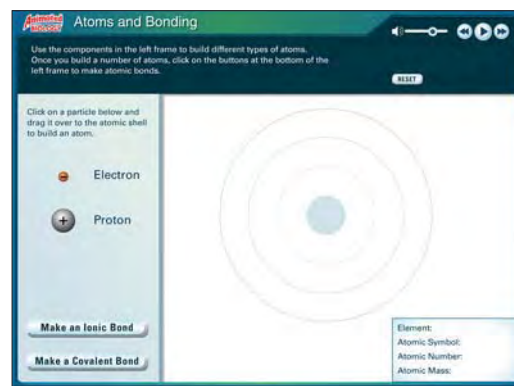 Animated
BIOLOGY
Atoms and Bonding
Use the components in the left frame to build different types of atoms.
Once you build a number of atoms, click on the buttons at the bottom of the
left frame to make atomic bonds.
RESET
Click on a particle below and
drag it over to the atomic shell
to build an atom.
Electron
+
Proton
Make an Ionic Bond
Make a Covalent Bond
Element:
Atomic Symbol:
Atomic Number:
Atomic Mass: